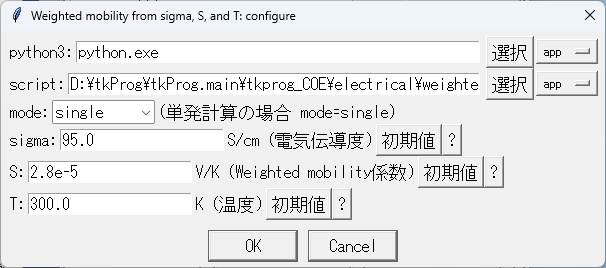 Weighted mobility from sigma, S, and T: configure
python3: python.exe 選択 app
script: D:¥tkProg¥tkProg.main¥tkprog_COE¥electrical¥weighte 選択 app
mode: single (単発計算の場合 mode=single)
sigma: 95.0 S/cm (電気伝導度) 初期値 ?
S: 2.8e-5 V/K (Weighted mobility係数) 初期値 ?
T: 300.0 K (温度) 初期値 ?
OK Cancel